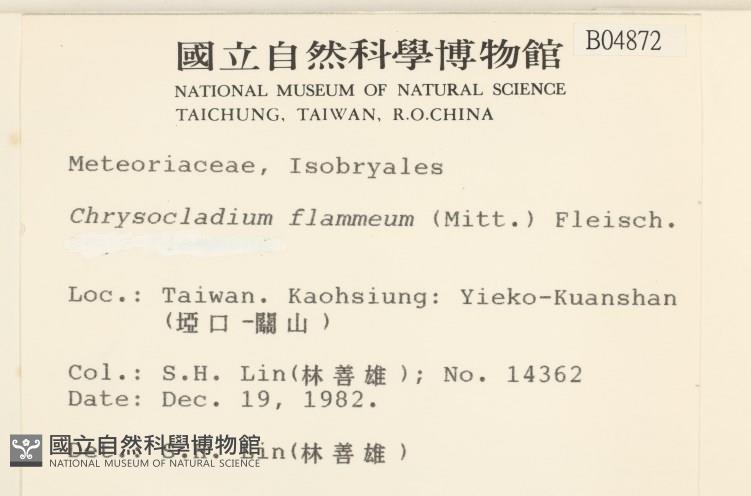 國立自然科學博物館
B04872
NATIONAL MUSEUM OF NATURAL SCIENCE
TAICHUNG, TAIWAN, R.O.CHINA
Meteoriaceae, Isobryales
Chrysocladium flammeum (Mitt.) Fleisch.
Loc.: Taiwan. Kaohsiung: Yieko-Kuanshan
(埡口-關山)
Col.: S.H. Lin(林善雄); No. 14362
Date: Dec. 19, 1982.
Det.: S.H. Lin(林善雄)
國立自然科學博物館
NATIONAL MUSEUM OF NATURAL SCIENCE